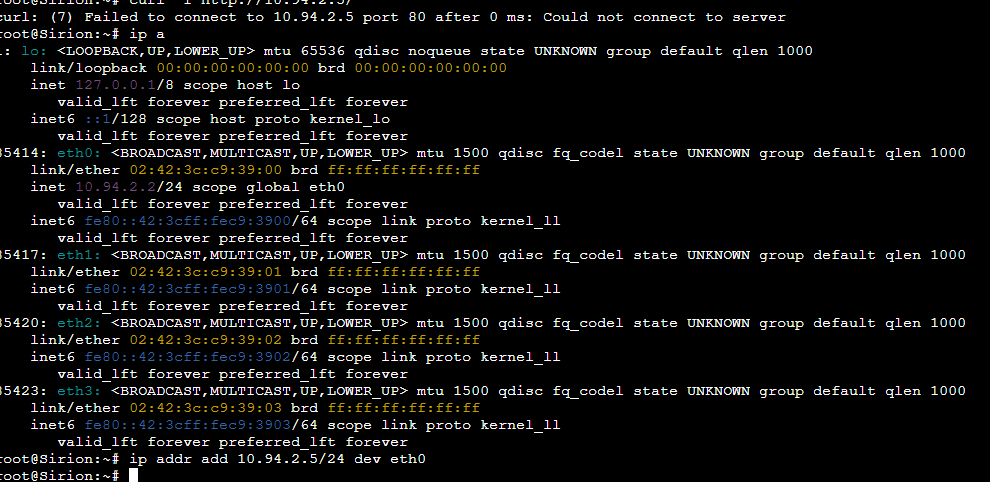 curl -I http://10.94.2.5/
curl: (7) Failed to connect to 10.94.2.5 port 80 after 0 ms: Could not connect to server
root@Sirion:~# ip a
1: lo: <LOOPBACK,UP,LOWER_UP> mtu 65536 qdisc noqueue state UNKNOWN group default qlen 1000
    link/loopback 00:00:00:00:00:00 brd 00:00:00:00:00:00
    inet 127.0.0.1/8 scope host lo
       valid_lft forever preferred_lft forever
    inet6 ::1/128 scope host proto kernel_lo
       valid_lft forever preferred_lft forever
35414: eth0: <BROADCAST,MULTICAST,UP,LOWER_UP> mtu 1500 qdisc fq_codel state UNKNOWN group default qlen 1000
    link/ether 02:42:3c:c9:39:00 brd ff:ff:ff:ff:ff:ff
    inet 10.94.2.2/24 scope global eth0
       valid_lft forever preferred_lft forever
    inet6 fe80::42:3cff:fec9:3900/64 scope link proto kernel_ll
       valid_lft forever preferred_lft forever
35417: eth1: <BROADCAST,MULTICAST,UP,LOWER_UP> mtu 1500 qdisc fq_codel state UNKNOWN group default qlen 1000
    link/ether 02:42:3c:c9:39:01 brd ff:ff:ff:ff:ff:ff
    inet6 fe80::42:3cff:fec9:3901/64 scope link proto kernel_ll
       valid_lft forever preferred_lft forever
35420: eth2: <BROADCAST,MULTICAST,UP,LOWER_UP> mtu 1500 qdisc fq_codel state UNKNOWN group default qlen 1000
    link/ether 02:42:3c:c9:39:02 brd ff:ff:ff:ff:ff:ff
    inet6 fe80::42:3cff:fec9:3902/64 scope link proto kernel_ll
       valid_lft forever preferred_lft forever
35423: eth3: <BROADCAST,MULTICAST,UP,LOWER_UP> mtu 1500 qdisc fq_codel state UNKNOWN group default qlen 1000
    link/ether 02:42:3c:c9:39:03 brd ff:ff:ff:ff:ff:ff
    inet6 fe80::42:3cff:fec9:3903/64 scope link proto kernel_ll
       valid_lft forever preferred_lft forever
root@Sirion:~# ip addr add 10.94.2.5/24 dev eth0
root@Sirion:~#